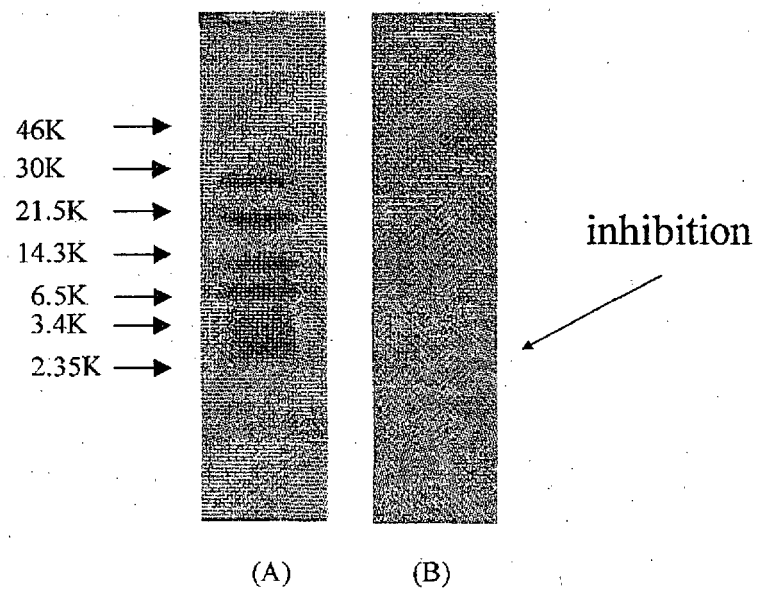 46K
30K
21.5K
14.3K
6.5K
3.4K
2.35K
inhibition
(A)
(B)